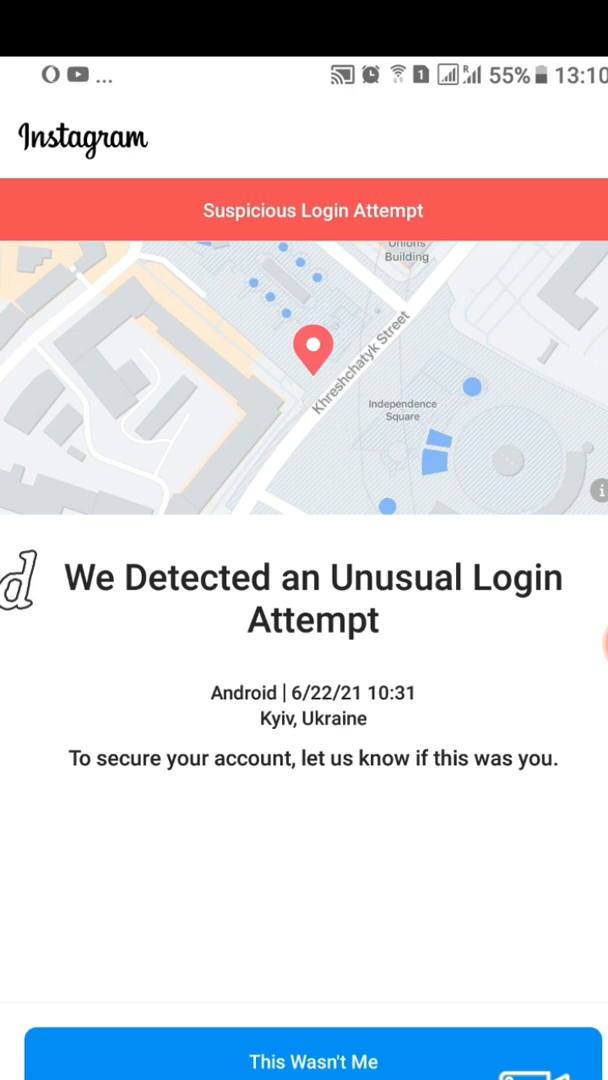 ... 1 R 55% 13:10
Instagram
Suspicious Login Attempt
Unions
Building
Khreshchatyk Street
Independence
Square
i
d
We Detected an Unusual Login
Attempt
Android | 6/22/21 10:31
Kyiv, Ukraine
To secure your account, let us know if this was you.
This Wasn't Me